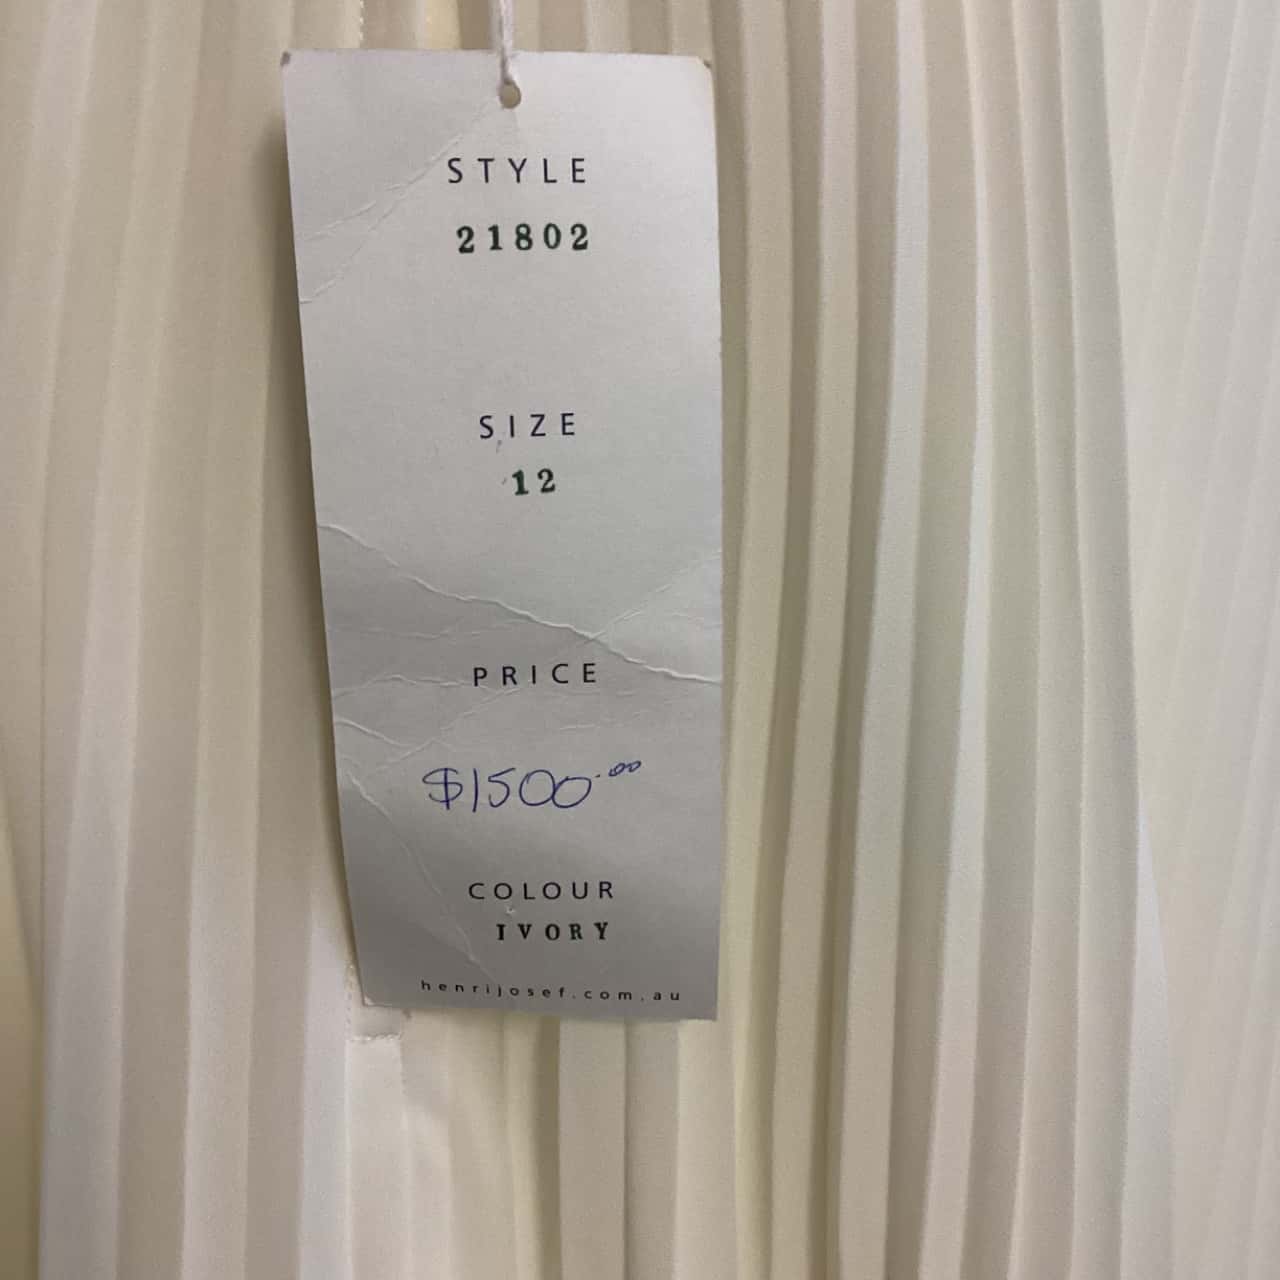 STYLE
21802
SIZE
12
PRICE
$1500.00
COLOUR
IVORY
henrijosef.com.au